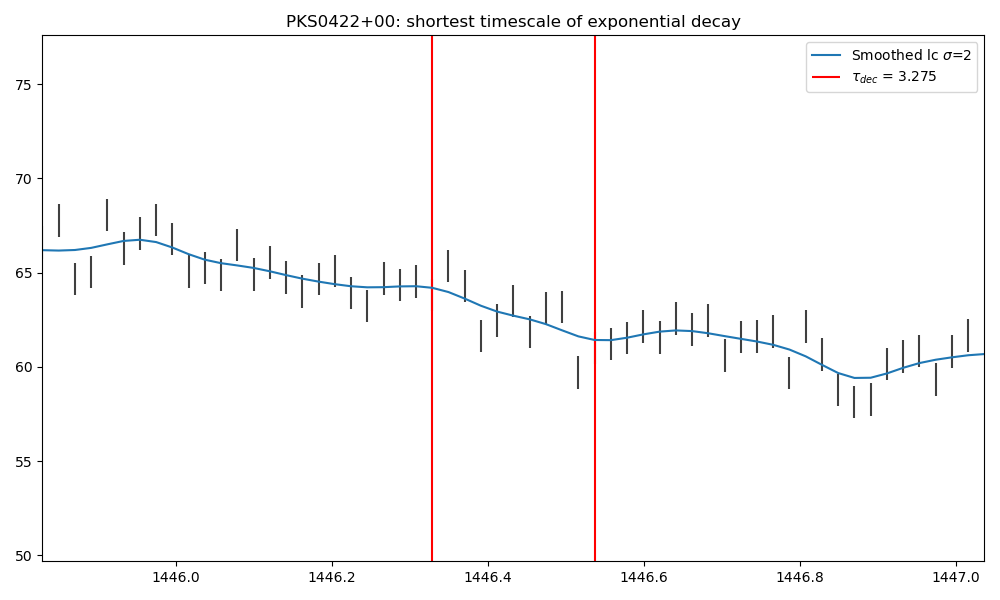 PKS0422+00: shortest timescale of exponential decay
Smoothed lc σ=2
τ_dec = 3.275
75
70
65
60
55
50
1446.0 1446.2 1446.4 1446.6 1446.8 1447.0